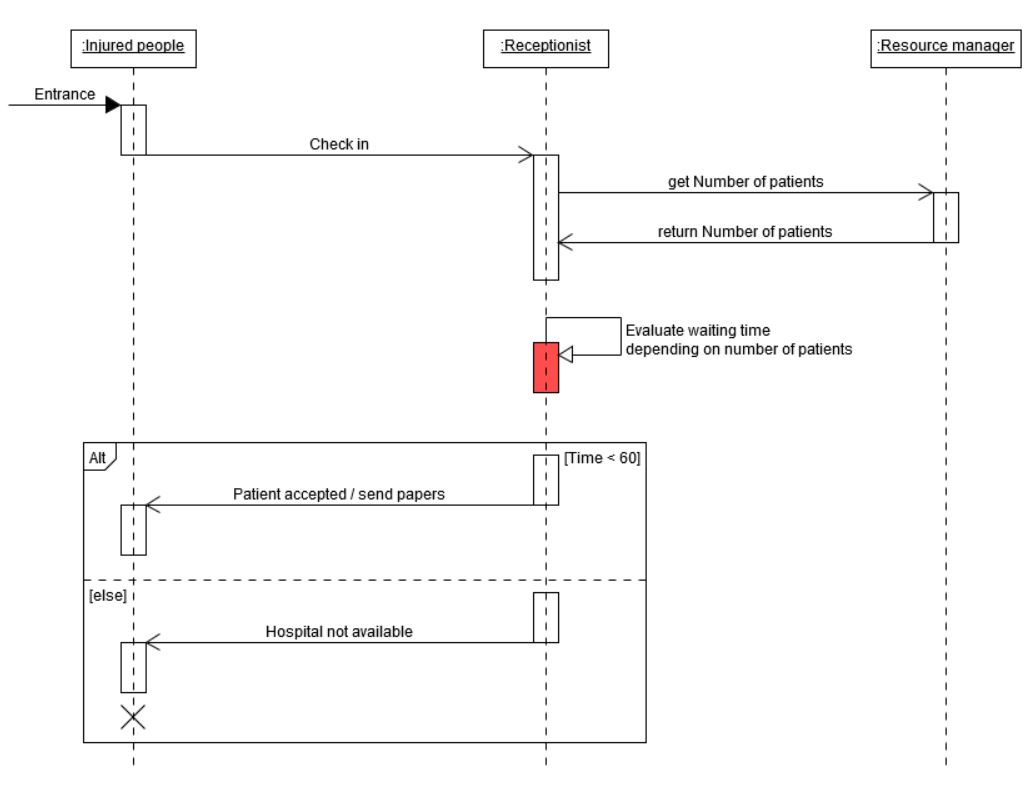 :Injured people
:Receptionist
:Resource manager
Entrance
Check in
get Number of patients
return Number of patients
Evaluate waiting time
depending on number of patients
Alt
[Time < 60]
Patient accepted / send papers
[else]
Hospital not available